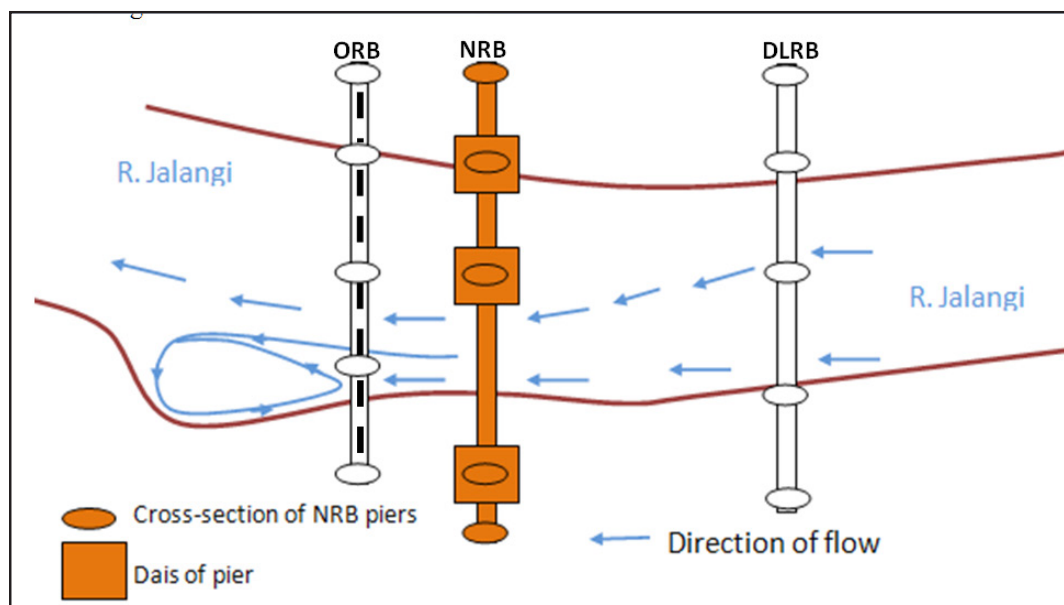 ORB NRB DLRB
R. Jalangi
R. Jalangi
Cross-section of NRB piers
Direction of flow
Dais of pier